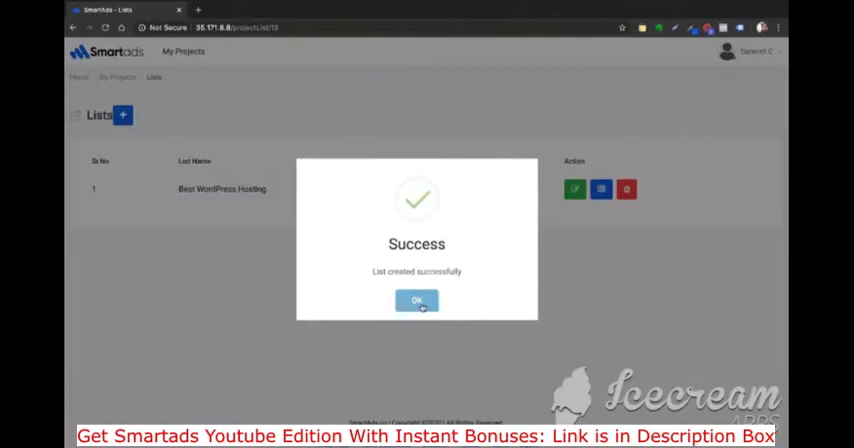 SmartAds - Lists
Not Secure | 35.171.8.8/projectList/13
Smartads My Projects
Home My Projects Lists
Lists +
Sr.No List Name Action
1 Best WordPress Hosting
Success
List created successfully
OK
Icecream
APPS
Get Smartads Youtube Edition With Instant Bonuses: Link is in Description Box